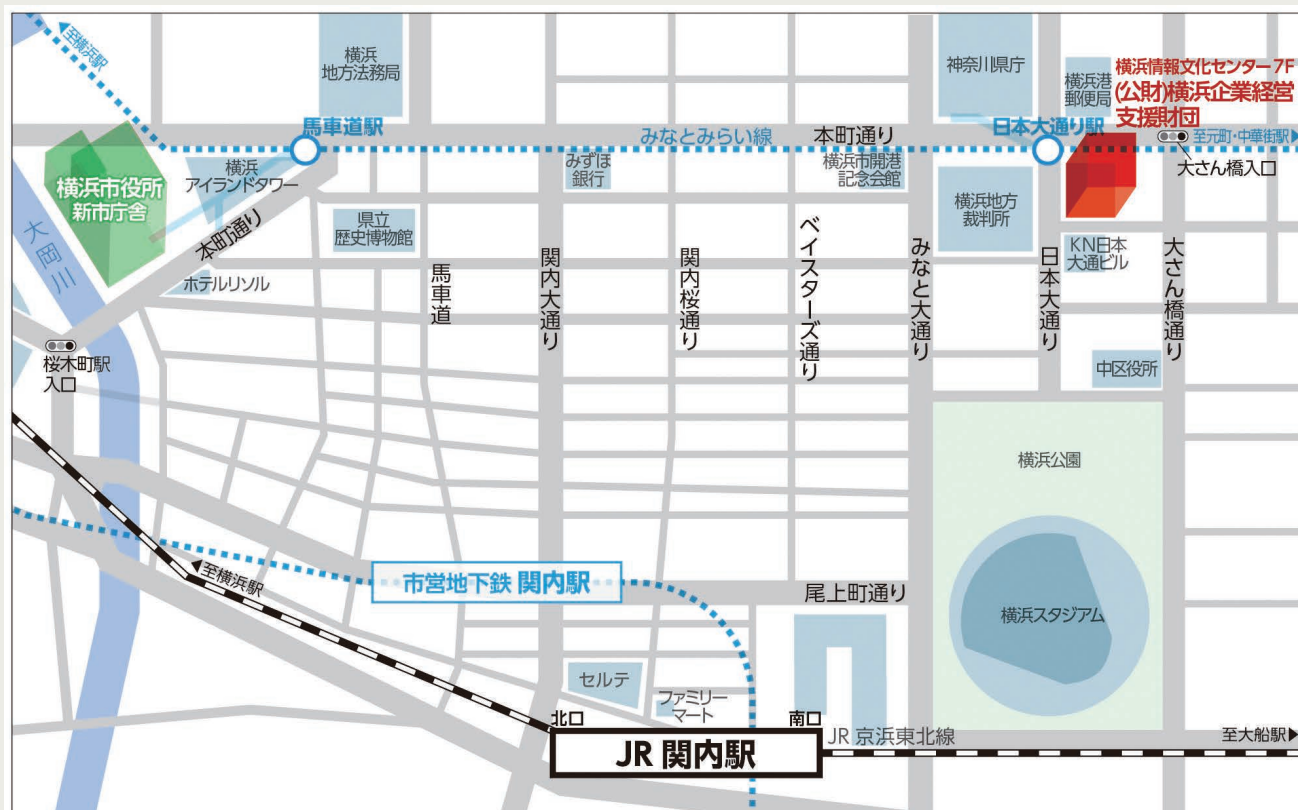 至横浜駅
横浜
地方法務局
神奈川県庁
横浜港
郵便局
横浜情報文化センター7F
(公財)横浜企業経営
支援財団
馬車道駅
みなとみらい線
本町通り
日本大通り駅
至元町・中華街駅
大さん橋入口
横浜市役所
新市庁舎
横浜
アイランドタワー
みずほ
銀行
横浜市開港
記念会館
横浜地方
裁判所
県立
歴史博物館
本町通り
大岡川
ホテルリソル
馬車道
関内大通り
関内桜通り
ベイスターズ通り
みなと大通り
日本大通り
KN日本
大通ビル
大さん橋通り
桜木町駅
入口
中区役所
横浜公園
至横浜駅
市営地下鉄 関内駅
尾上町通り
横浜スタジアム
セルテ
ファミリー
マート
北口
南口
JR 関内駅
JR 京浜東北線
至大船駅